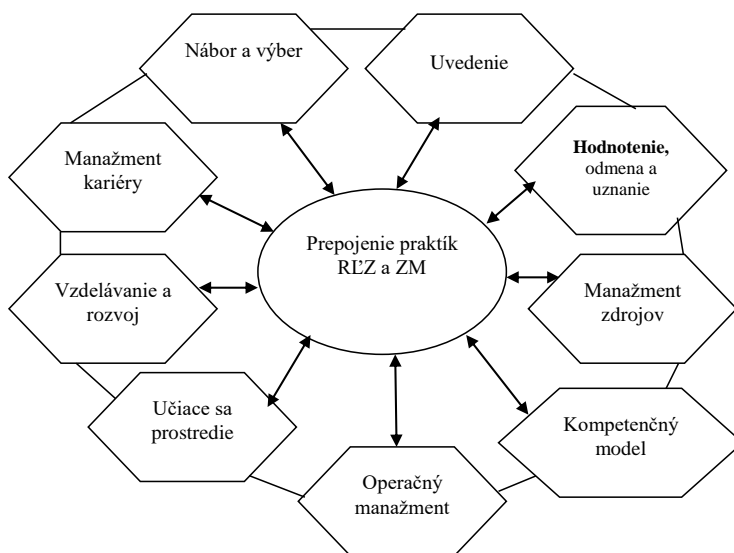 Nábor a výber
Uvedenie
Hodnotenie,
odmena a
uznanie
Manažment
kariéry
Prepojenie praktík
RĽZ a ZM
Vzdelávanie a
rozvoj
Manažment
zdrojov
Učiace sa
prostredie
Kompetenčný
model
Operačný
manažment